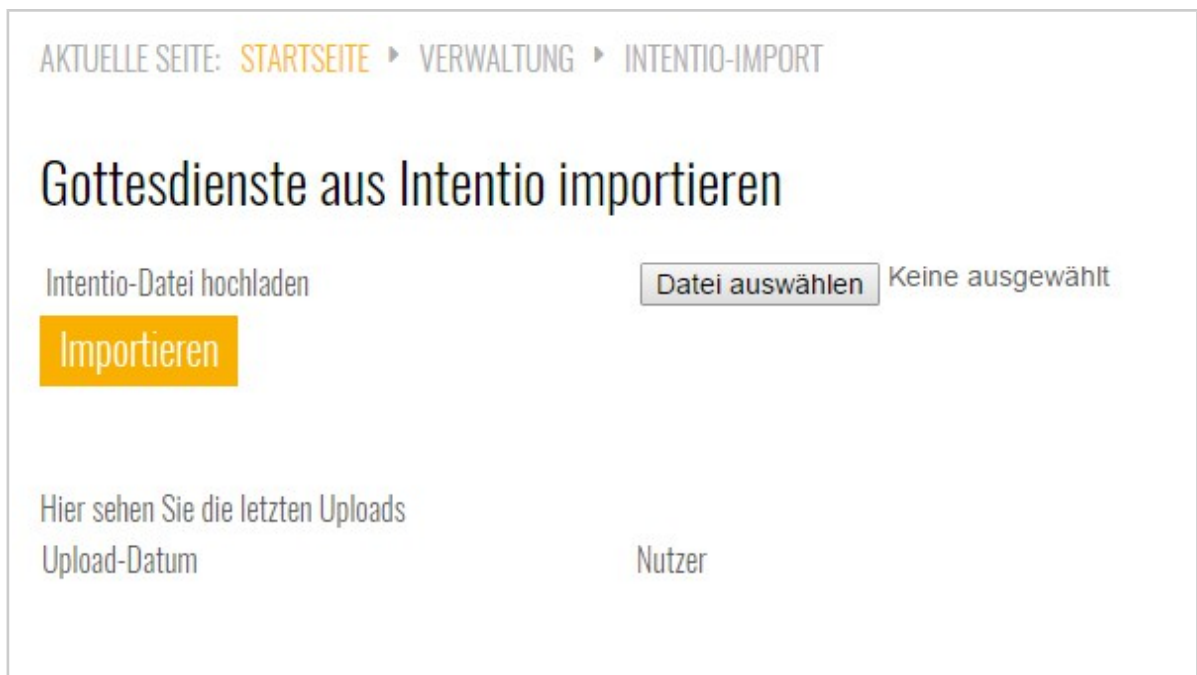 AKTUELLE SEITE: STARTSEITE ▸ VERWALTUNG ▸ INTENTIO-IMPORT
Gottesdienste aus Intentio importieren
Intentio-Datei hochladen Datei auswählen Keine ausgewählt
Importieren
Hier sehen Sie die letzten Uploads
Upload-Datum Nutzer